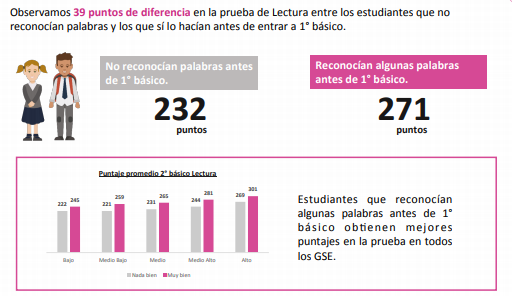 Observamos 39 puntos de diferencia en la prueba de Lectura entre los estudiantes que no
reconocían palabras y los que sí lo hacían antes de entrar a 1° básico.
No reconocían palabras antes
de 1° básico.
232
puntos
Reconocían algunas palabras
antes de 1° básico.
271
puntos
Puntaje promedio 2° básico Lectura
222 245 221 259 231 265 244 281 269 301
Bajo Medio Bajo Medio Medio Alto Alto
Nada bien Muy bien
Estudiantes que reconocían
algunas palabras antes de 1°
básico obtienen mejores
puntajes en la prueba en todos
los GSE.